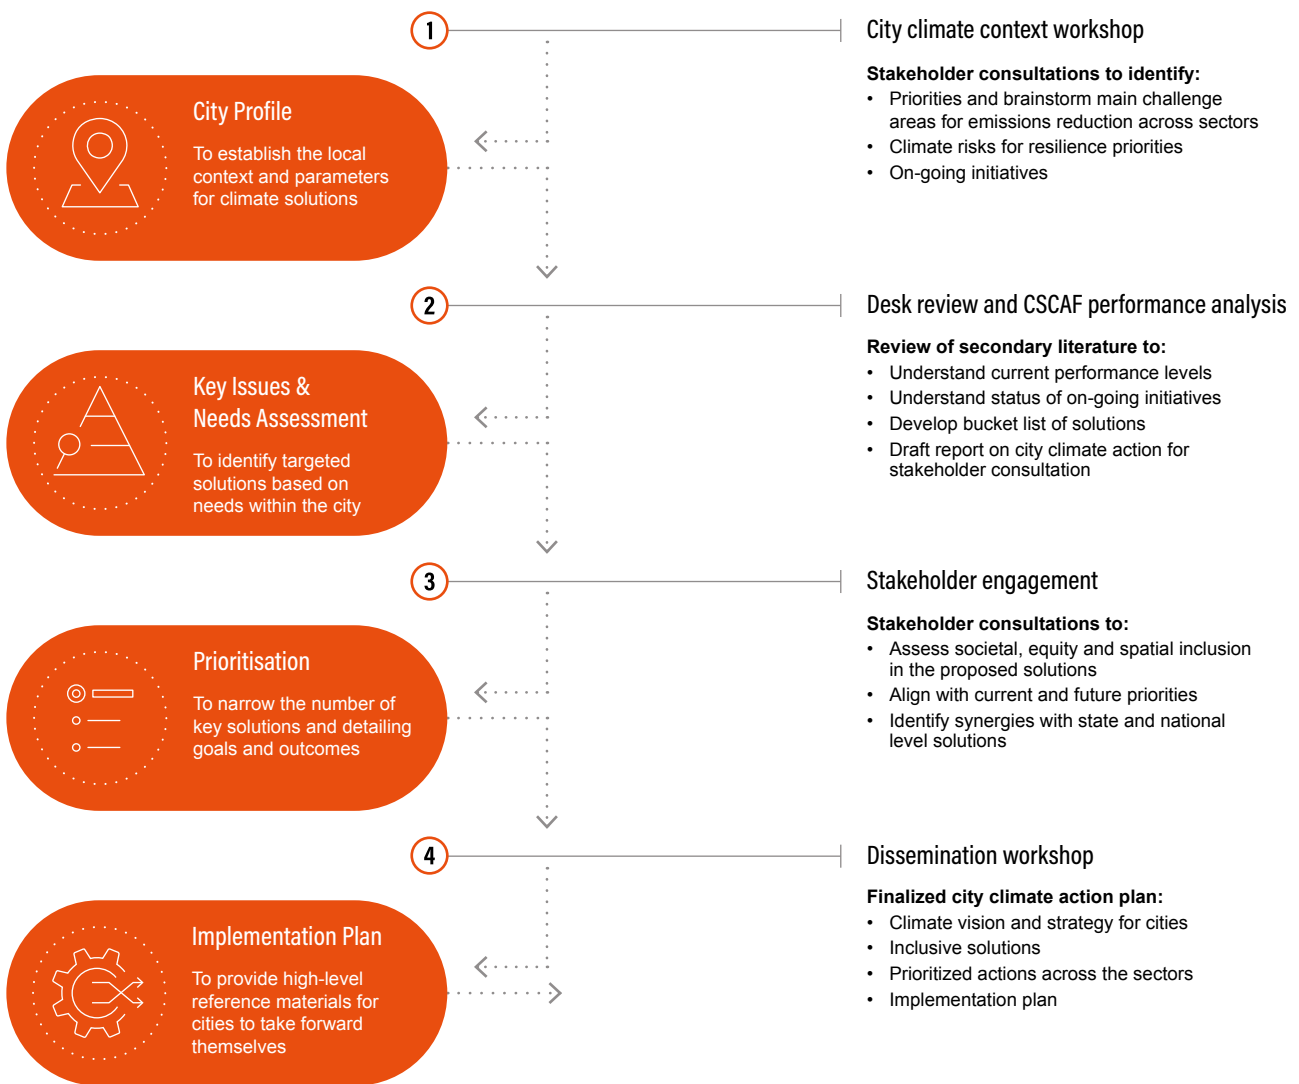 1
City climate context workshop
Stakeholder consultations to identify:
• Priorities and brainstorm main challenge
areas for emissions reduction across sectors
• Climate risks for resilience priorities
• On-going initiatives
City Profile
To establish the local
context and parameters
for climate solutions
2
Desk review and CSCAF performance analysis
Review of secondary literature to:
• Understand current performance levels
• Understand status of on-going initiatives
• Develop bucket list of solutions
• Draft report on city climate action for
stakeholder consultation
Key Issues &
Needs Assessment
To identify targeted
solutions based on
needs within the city
3
Stakeholder engagement
Stakeholder consultations to:
• Assess societal, equity and spatial inclusion
in the proposed solutions
• Align with current and future priorities
• Identify synergies with state and national
level solutions
Prioritisation
To narrow the number of
key solutions and detailing
goals and outcomes
4
Dissemination workshop
Finalized city climate action plan:
• Climate vision and strategy for cities
• Inclusive solutions
• Prioritized actions across the sectors
• Implementation plan
Implementation Plan
To provide high-level
reference materials for
cities to take forward
themselves